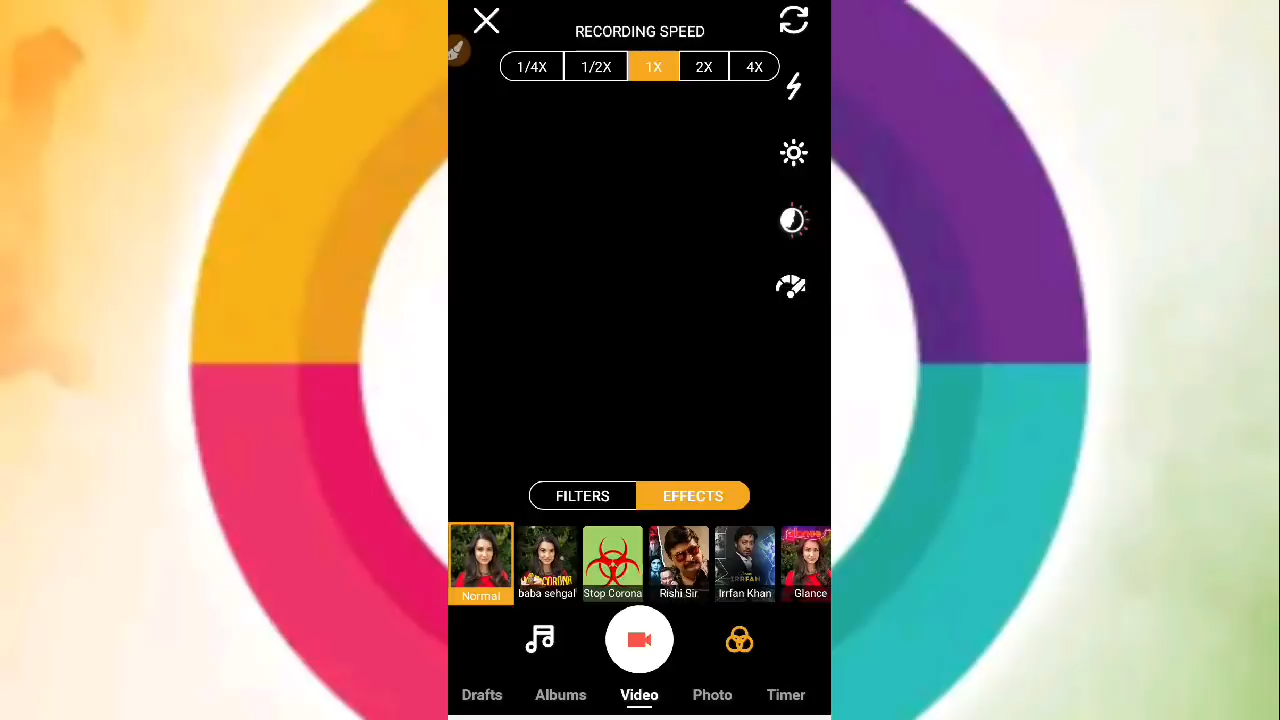 RECORDING SPEED
1/4X 1/2X 1X 2X 4X
FILTERS EFFECTS
Normal baba sehgal Stop Corona Rishi Sir Irrfan Khan Glance
Drafts Albums Video Photo Timer